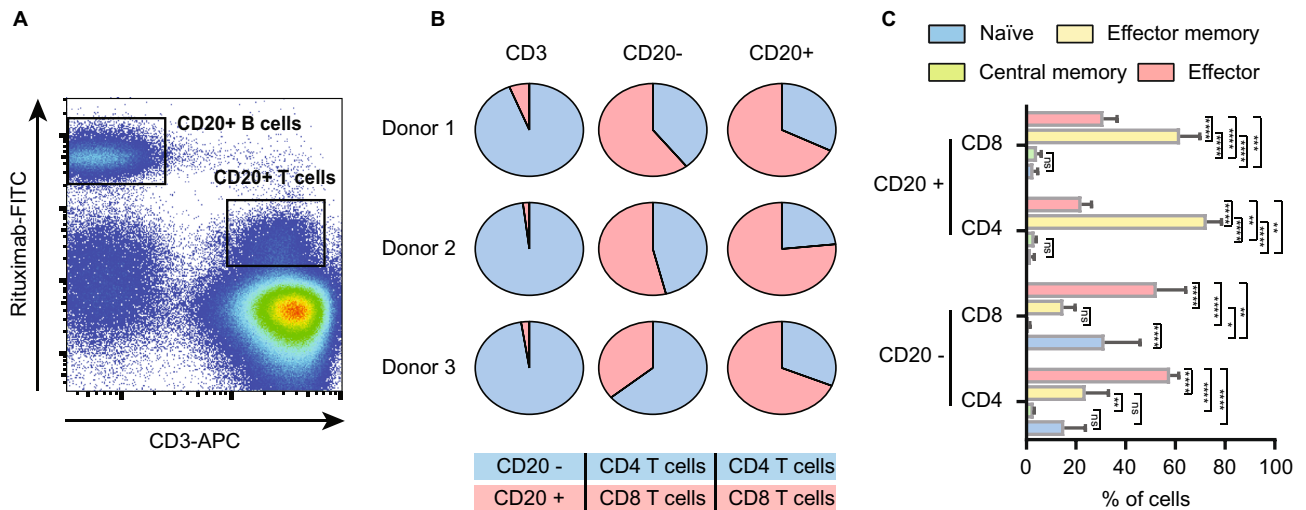 A
Rituximab-FITC
CD20+ B cells
CD20+ T cells
CD3-APC
B
CD3 CD20- CD20+
Donor 1
Donor 2
Donor 3
CD20 - CD4 T cells CD4 T cells
CD20 + CD8 T cells CD8 T cells
C
Naïve Effector memory
Central memory Effector
CD20 +
CD8
**** **** **** **** ***
ns
CD4
**** **** ** **** **
ns
CD20 -
CD8
**** **** * **
ns
****
CD4
**** **** ****
** ns
ns
0 20 40 60 80 100
% of cells